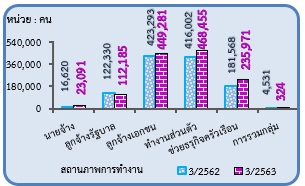 หน่วย : คน
540,000
360,000
180,000
0
16,620
23,091
122,330
112,185
423,293
449,281
416,002
468,455
181,568
235,971
4,531
324
นายจ้าง
ลูกจ้างรัฐบาล
ลูกจ้างเอกชน
ทำงานส่วนตัว
ช่วยธุรกิจครัวเรือน
การรวมกลุ่ม
สถานภาพการทำงาน
3/2562
3/2563